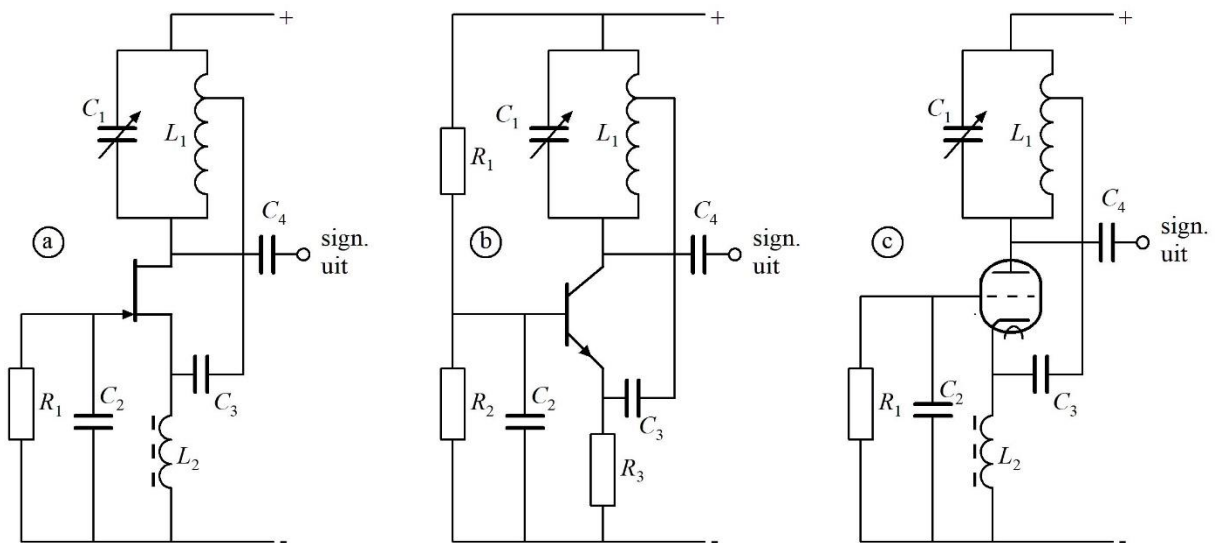 +
C1
L1
C4
a
sign.
uit
R1
C2
C3
L2
-
+
C1
L1
R1
C4
b
sign.
uit
R2
C2
C3
R3
-
+
C1
L1
C4
c
sign.
uit
R1
C2
C3
L2
-